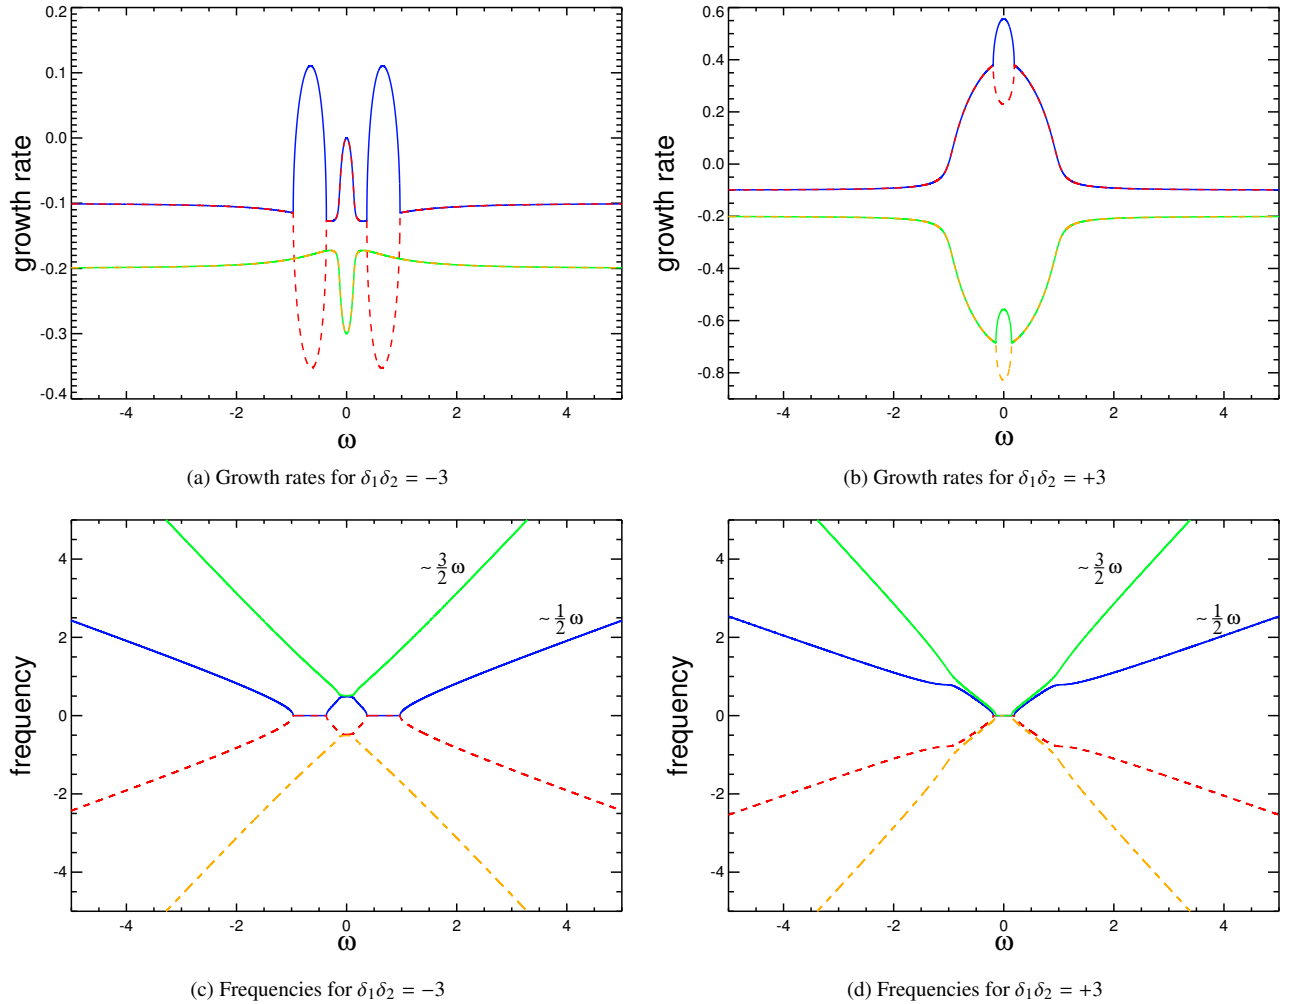 0.2
0.1
0.0
-0.1
-0.2
-0.3
-0.4
growth rate
-4
-2
0
2
4
ω
(a) Growth rates for δ₁δ₂ = −3
0.6
0.4
0.2
0.0
-0.2
-0.4
-0.6
-0.8
growth rate
-4
-2
0
2
4
ω
(b) Growth rates for δ₁δ₂ = +3
4
2
0
-2
-4
frequency
~ 3/2 ω
~ 1/2 ω
-4
-2
0
2
4
ω
(c) Frequencies for δ₁δ₂ = −3
4
2
0
-2
-4
frequency
~ 3/2 ω
~ 1/2 ω
-4
-2
0
2
4
ω
(d) Frequencies for δ₁δ₂ = +3